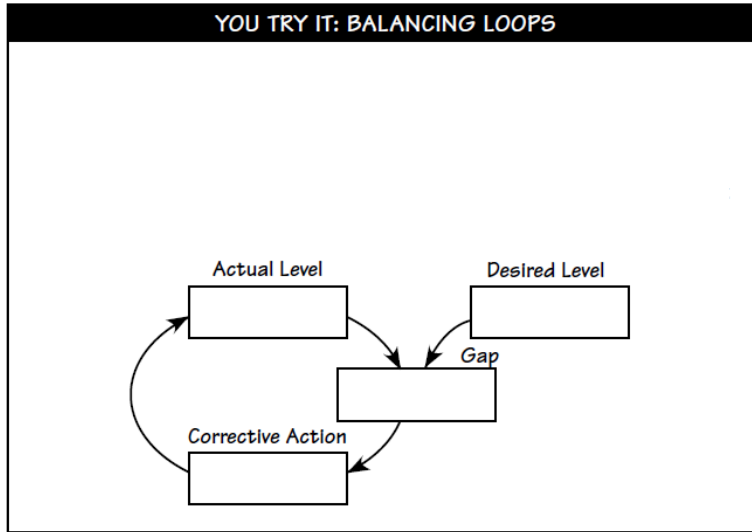 YOU TRY IT: BALANCING LOOPS
Actual Level
Desired Level
Gap
Corrective Action